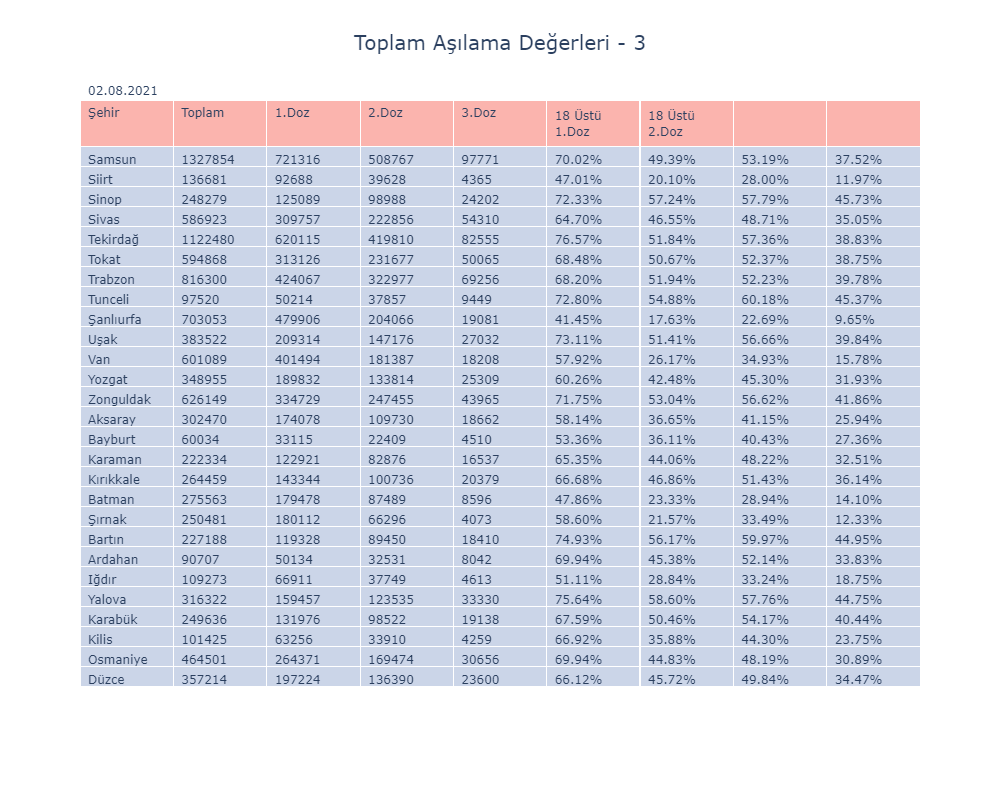 Toplam Aşılama Değerleri - 3
02.08.2021
Şehir Toplam 1.Doz 2.Doz 3.Doz 18 Üstü 1.Doz 18 Üstü 2.Doz
Samsun 1327854 721316 508767 97771 70.02% 49.39% 53.19% 37.52%
Siirt 136681 92688 39628 4365 47.01% 20.10% 28.00% 11.97%
Sinop 248279 125089 98988 24202 72.33% 57.24% 57.79% 45.73%
Sivas 586923 309757 222856 54310 64.70% 46.55% 48.71% 35.05%
Tekirdağ 1122480 620115 419810 82555 76.57% 51.84% 57.36% 38.83%
Tokat 594868 313126 231677 50065 68.48% 50.67% 52.37% 38.75%
Trabzon 816300 424067 322977 69256 68.20% 51.94% 52.23% 39.78%
Tunceli 97520 50214 37857 9449 72.80% 54.88% 60.18% 45.37%
Şanlıurfa 703053 479906 204066 19081 41.45% 17.63% 22.69% 9.65%
Uşak 383522 209314 147176 27032 73.11% 51.41% 56.66% 39.84%
Van 601089 401494 181387 18208 57.92% 26.17% 34.93% 15.78%
Yozgat 348955 189832 133814 25309 60.26% 42.48% 45.30% 31.93%
Zonguldak 626149 334729 247455 43965 71.75% 53.04% 56.62% 41.86%
Aksaray 302470 174078 109730 18662 58.14% 36.65% 41.15% 25.94%
Bayburt 60034 33115 22409 4510 53.36% 36.11% 40.43% 27.36%
Karaman 222334 122921 82876 16537 65.35% 44.06% 48.22% 32.51%
Kırıkkale 264459 143344 100736 20379 66.68% 46.86% 51.43% 36.14%
Batman 275563 179478 87489 8596 47.86% 23.33% 28.94% 14.10%
Şırnak 250481 180112 66296 4073 58.60% 21.57% 33.49% 12.33%
Bartın 227188 119328 89450 18410 74.93% 56.17% 59.97% 44.95%
Ardahan 90707 50134 32531 8042 69.94% 45.38% 52.14% 33.83%
Iğdır 109273 66911 37749 4613 51.11% 28.84% 33.24% 18.75%
Yalova 316322 159457 123535 33330 75.64% 58.60% 57.76% 44.75%
Karabük 249636 131976 98522 19138 67.59% 50.46% 54.17% 40.44%
Kilis 101425 63256 33910 4259 66.92% 35.88% 44.30% 23.75%
Osmaniye 464501 264371 169474 30656 69.94% 44.83% 48.19% 30.89%
Düzce 357214 197224 136390 23600 66.12% 45.72% 49.84% 34.47%